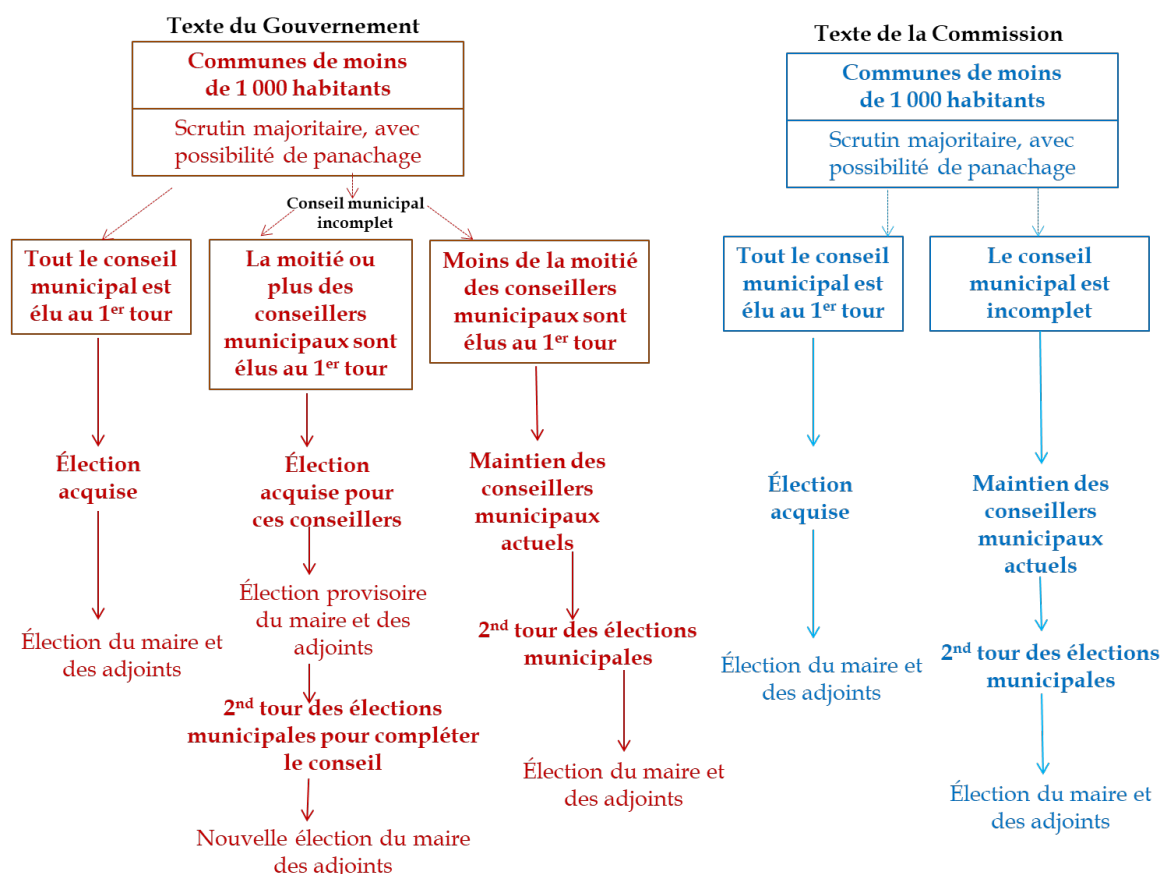 Texte du Gouvernement
Communes de moins
de 1 000 habitants
Scrutin majoritaire, avec
possibilité de panachage
Conseil municipal
incomplet
Tout le conseil
municipal est
élu au 1er tour
La moitié ou
plus des
conseillers
municipaux sont
élus au 1er tour
Moins de la moitié
des conseillers
municipaux sont
élus au 1er tour
Élection
acquise
Élection
acquise pour
ces conseillers
Maintien des
conseillers
municipaux
actuels
Élection du maire et
des adjoints
Élection provisoire
du maire et des
adjoints
2nd tour des élections
municipales
2nd tour des élections
municipales pour compléter
le conseil
Élection du maire et
des adjoints
Nouvelle élection du maire
des adjoints
Texte de la Commission
Communes de moins
de 1 000 habitants
Scrutin majoritaire, avec
possibilité de panachage
Tout le conseil
municipal est
élu au 1er tour
Le conseil
municipal est
incomplet
Élection
acquise
Maintien des
conseillers
municipaux
actuels
Élection du maire et
des adjoints
2nd tour des élections
municipales
Élection du maire et
des adjoints